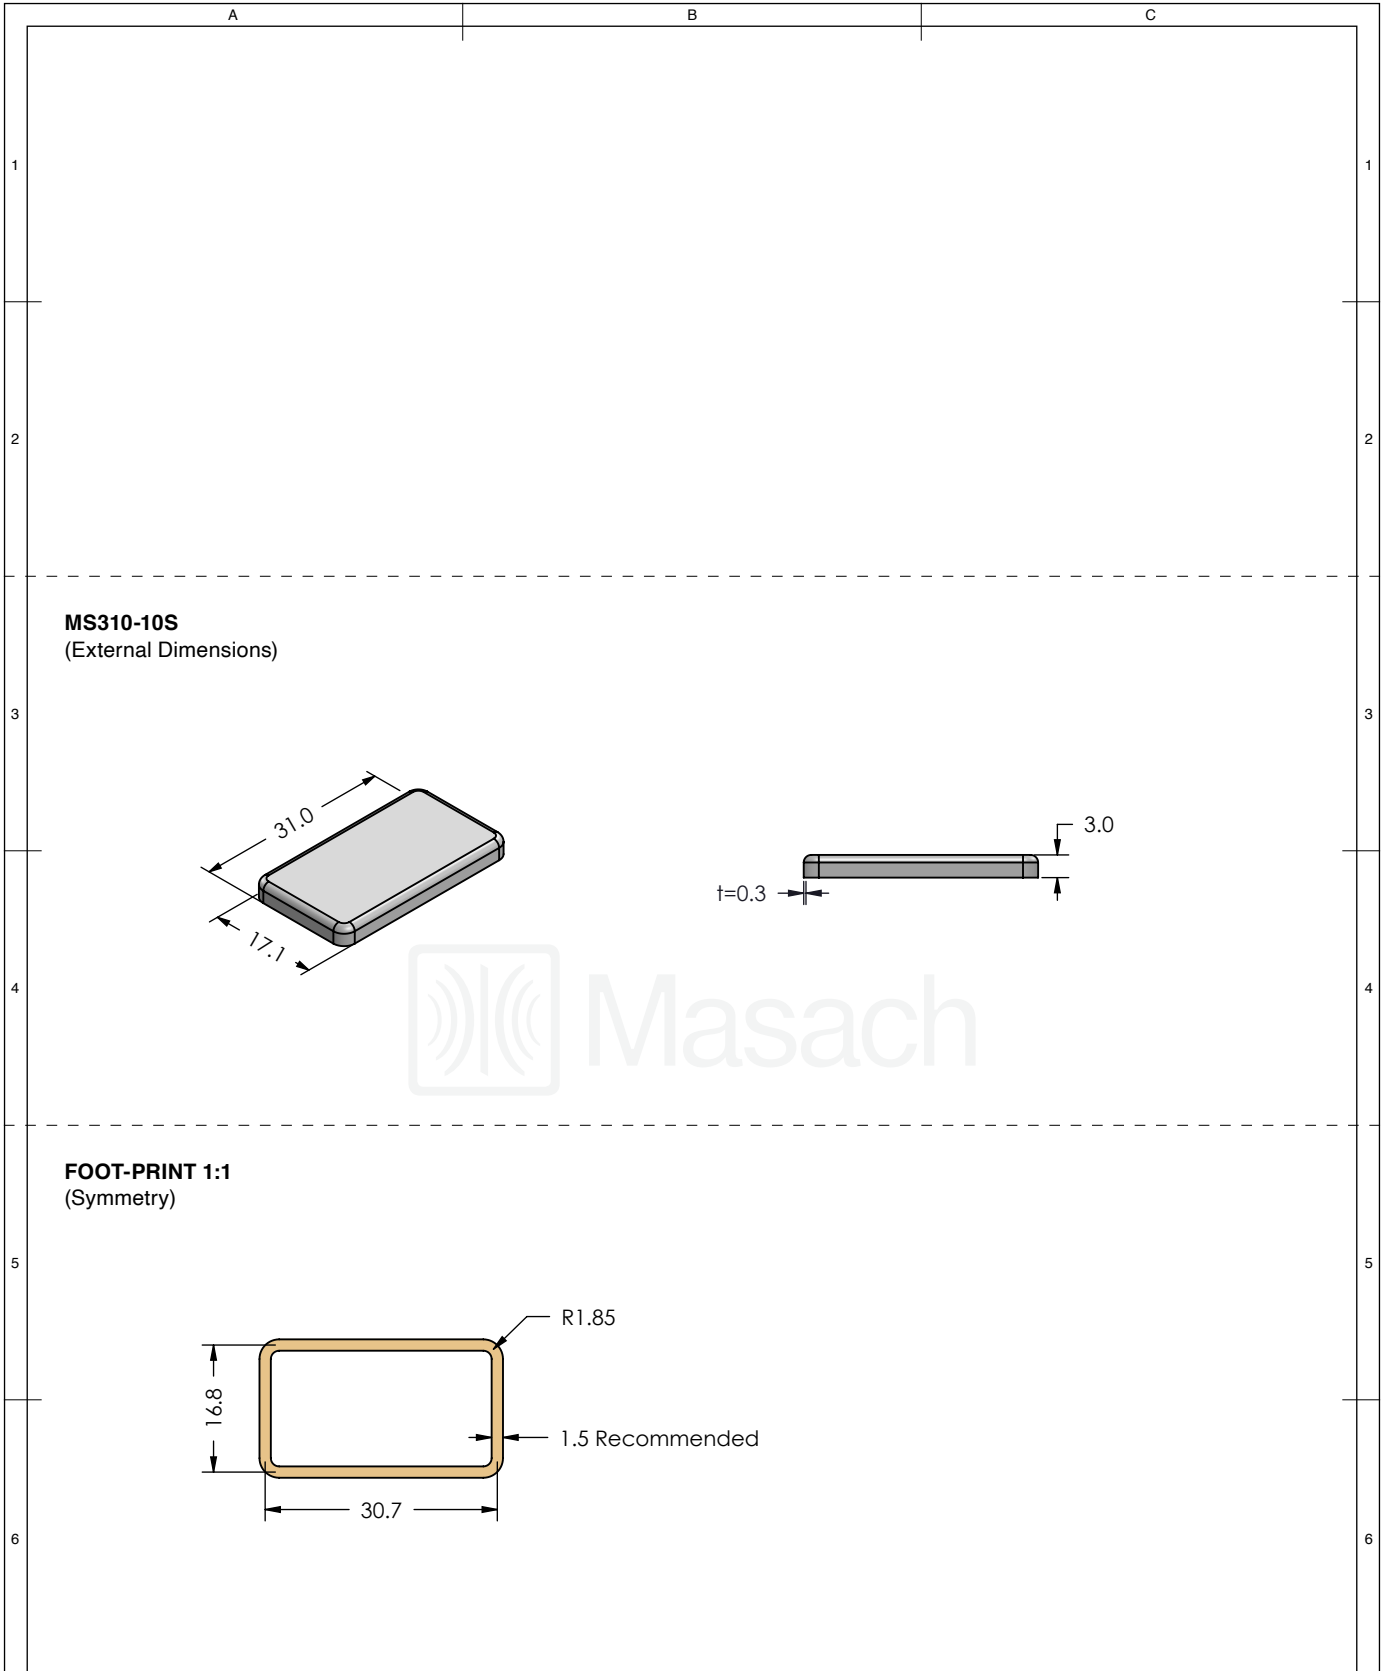 A B C
1 1
2 2
MS310-10S
(External Dimensions)
3 3
31.0
17.1
3.0
t=0.3
4 4
Masach
FOOT-PRINT 1:1
(Symmetry)
5 5
R1.85
16.8
1.5 Recommended
30.7
6 6